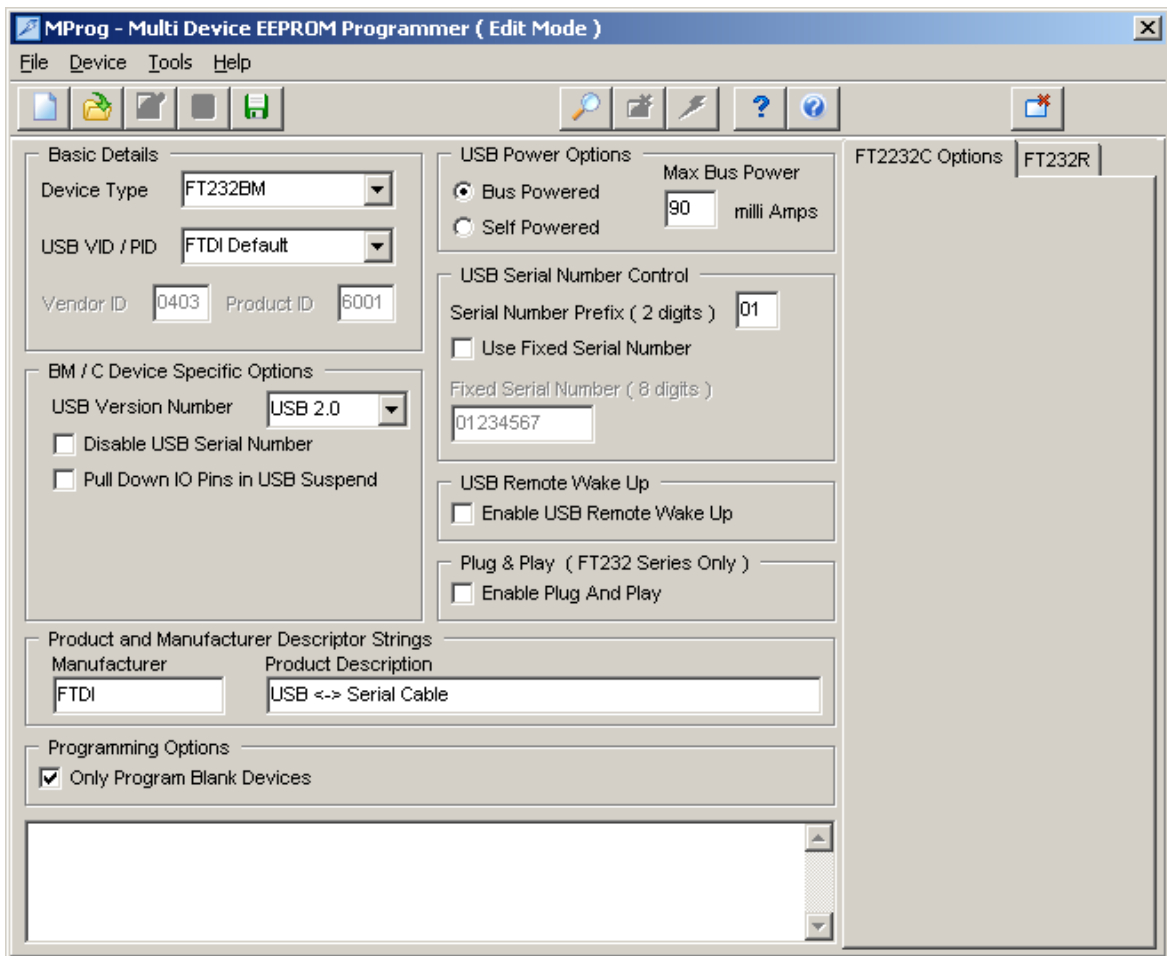 MProg - Multi Device EEPROM Programmer ( Edit Mode )
File Device Tools Help
Basic Details
Device Type FT232BM
USB VID / PID FTDI Default
Vendor ID 0403 Product ID 6001
BM / C Device Specific Options
USB Version Number USB 2.0
Disable USB Serial Number
Pull Down IO Pins in USB Suspend
USB Power Options
Bus Powered
Self Powered
Max Bus Power
90 milli Amps
USB Serial Number Control
Serial Number Prefix ( 2 digits ) 01
Use Fixed Serial Number
Fixed Serial Number ( 8 digits )
01234567
USB Remote Wake Up
Enable USB Remote Wake Up
Plug & Play ( FT232 Series Only )
Enable Plug And Play
Product and Manufacturer Descriptor Strings
Manufacturer Product Description
FTDI USB <-> Serial Cable
Programming Options
Only Program Blank Devices
FT2232C Options FT232R